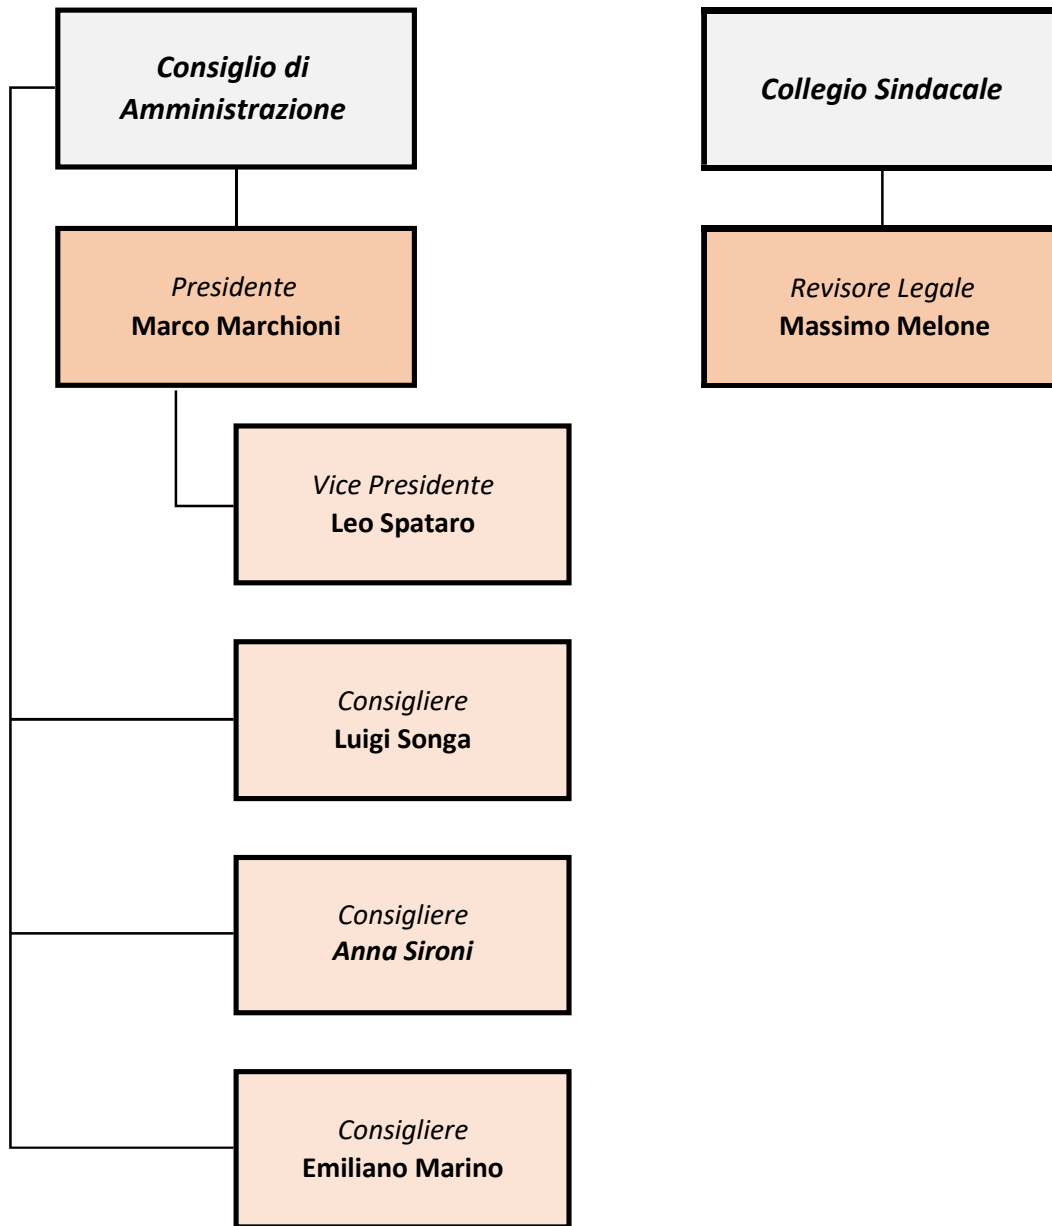 Consiglio di
Amministrazione
Collegio Sindacale
Presidente
Marco Marchioni
Revisore Legale
Massimo Melone
Vice Presidente
Leo Spataro
Consigliere
Luigi Songa
Consigliere
Anna Sironi
Consigliere
Emiliano Marino